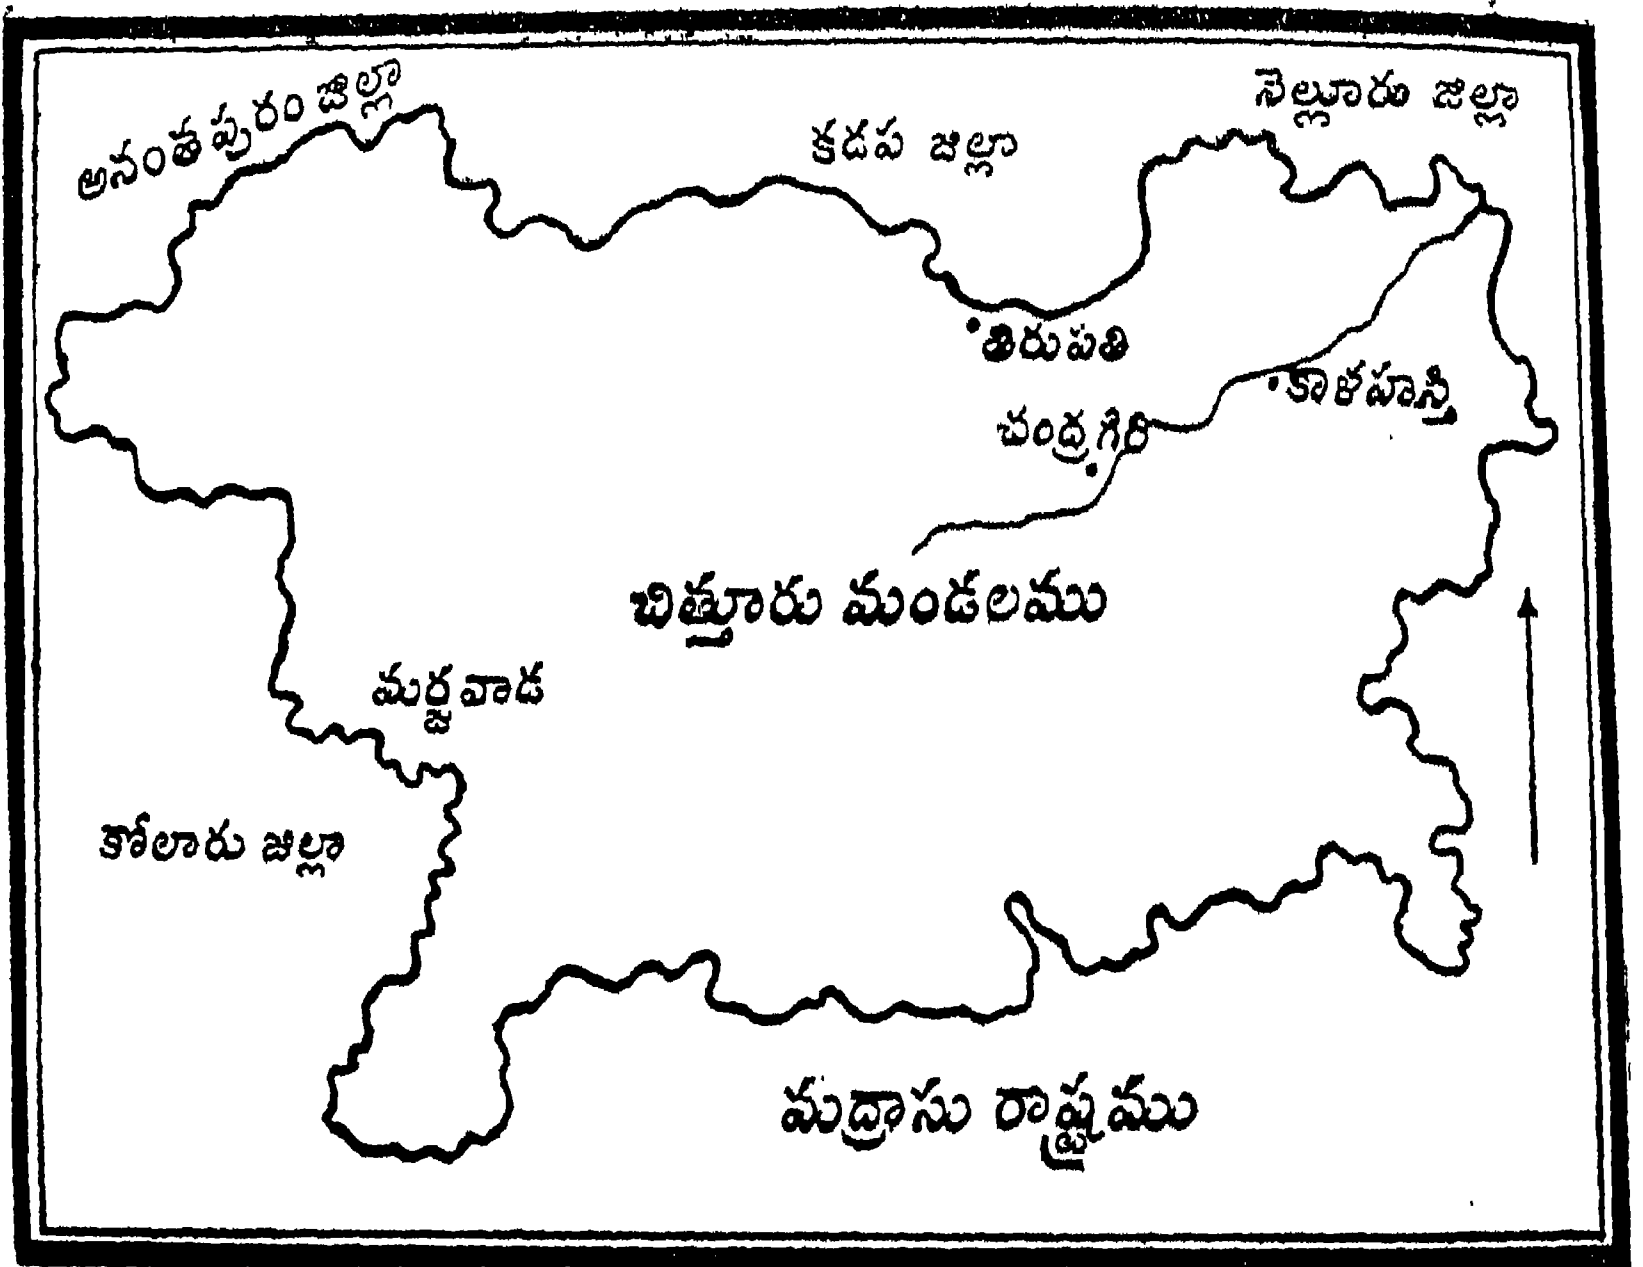 అనంతపురం జిల్లా
నెల్లూరు జిల్లా
కడప జిల్లా
తిరుపతి
కాళహస్తి
చంద్రగిరి
చిత్తూరు మండలము
మర్జవాడ
కోలారు జిల్లా
మద్రాసు రాష్ట్రము